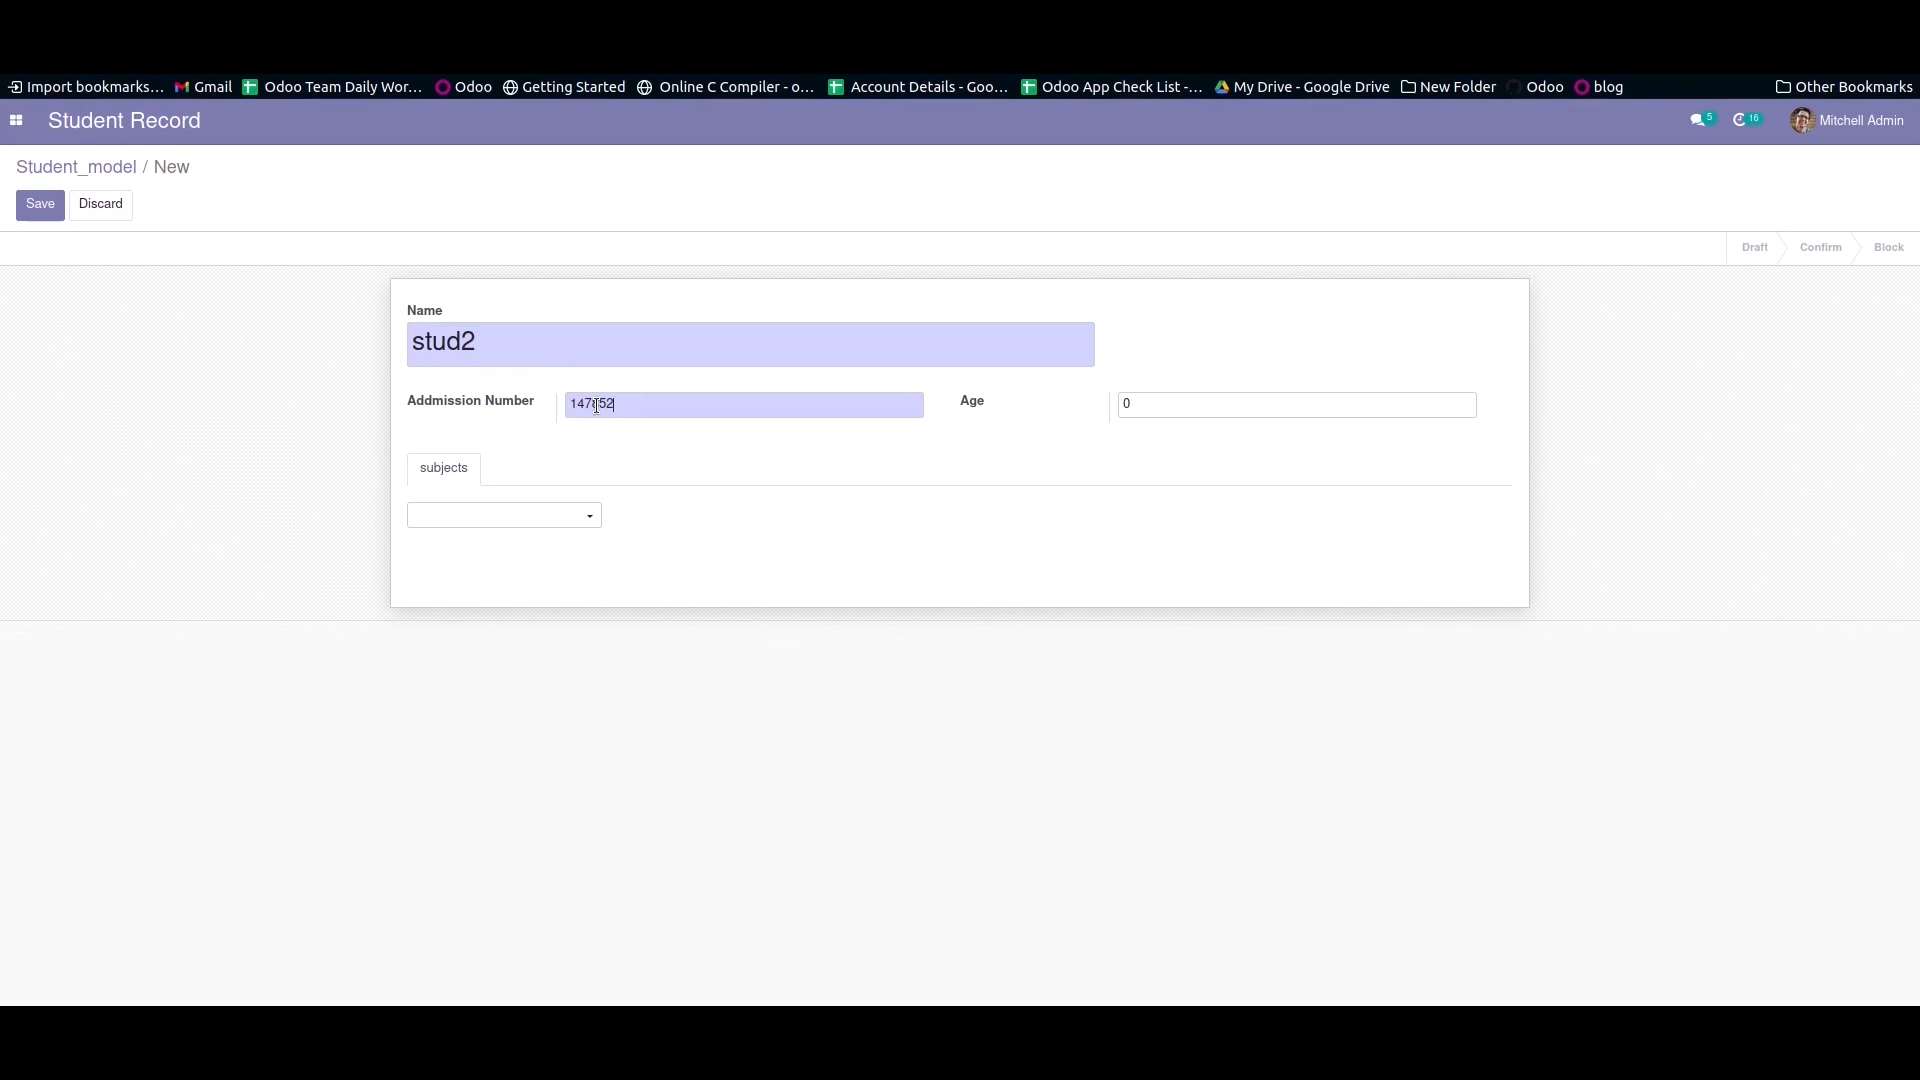 Import bookmarks... Gmail Odoo Team Daily Wor... Odoo Getting Started Online C Compiler - o... Account Details - Goo... Odoo App Check List -... My Drive - Google Drive New Folder Odoo blog Other Bookmarks
Student Record 5 16 Mitchell Admin
Student_model / New
Save Discard
Draft Confirm Block
Name
stud2
Addmission Number Age 0
subjects